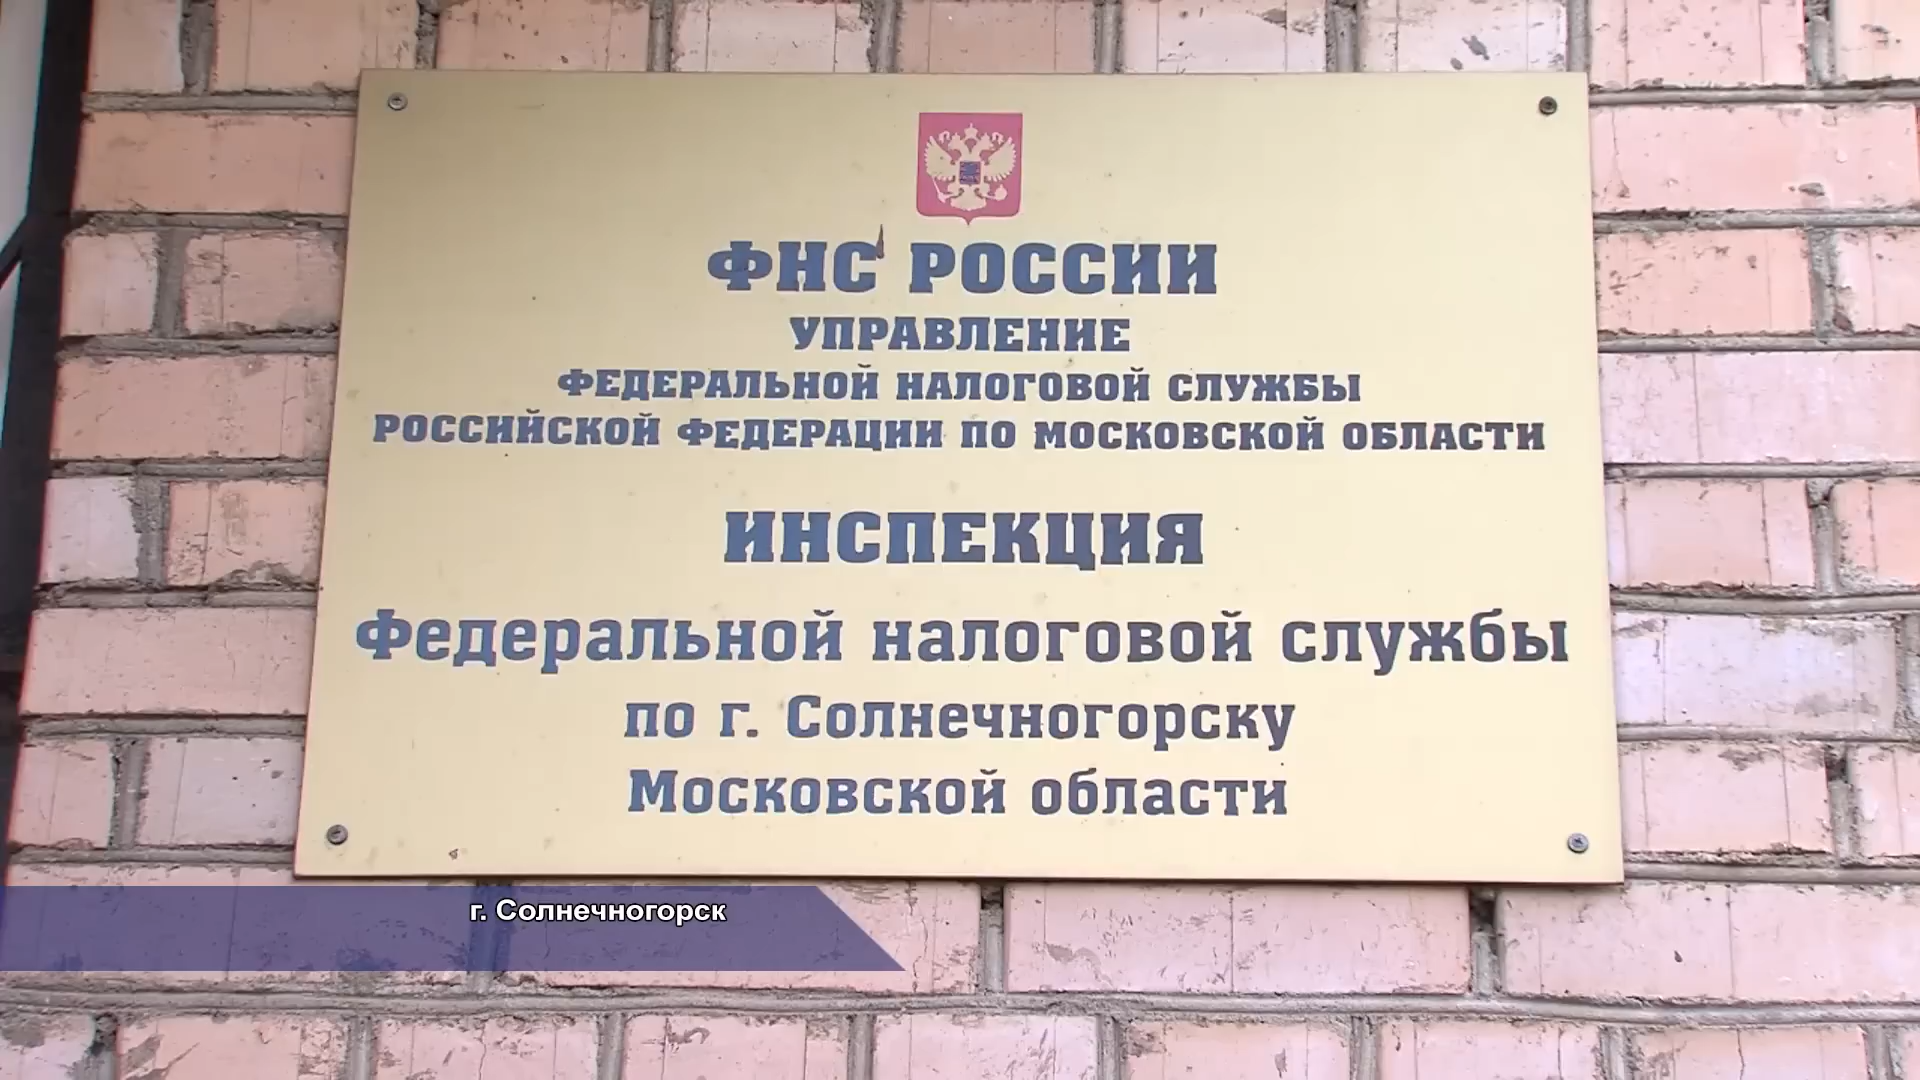 ФНС РОССИИ
УПРАВЛЕНИЕ
ФЕДЕРАЛЬНОЙ НАЛОГОВОЙ СЛУЖБЫ
РОССИЙСКОЙ ФЕДЕРАЦИИ ПО МОСКОВСКОЙ ОБЛАСТИ
ИНСПЕКЦИЯ
Федеральной налоговой службы
по г. Солнечногорску
Московской области
г. Солнечногорск